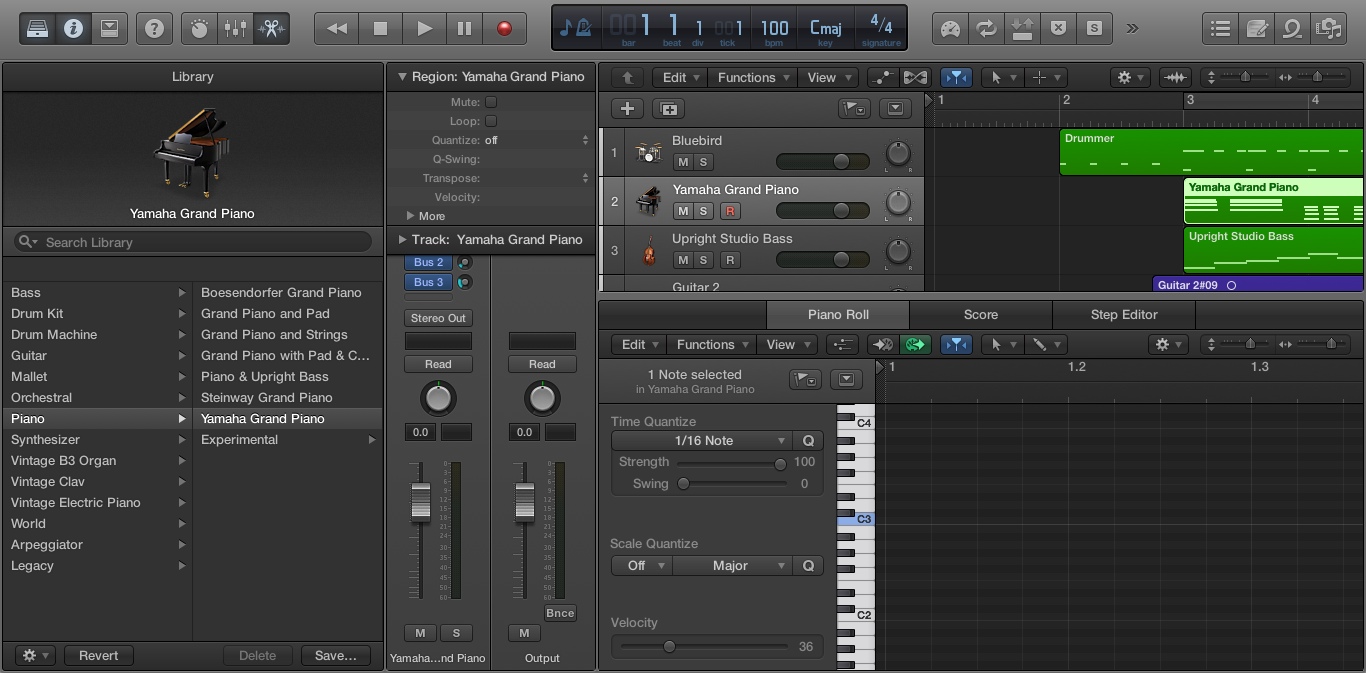 001 1 1 001 100 Cmaj 4/4
bar beat div tick bpm key signature
S
Library
Yamaha Grand Piano
Search Library
Bass
Drum Kit
Drum Machine
Guitar
Mallet
Orchestral
Piano
Synthesizer
Vintage B3 Organ
Vintage Clav
Vintage Electric Piano
World
Arpeggiator
Legacy
Boesendorfer Grand Piano
Grand Piano and Pad
Grand Piano and Strings
Grand Piano with Pad & C...
Piano & Upright Bass
Steinway Grand Piano
Yamaha Grand Piano
Experimental
Revert
Delete
Save...
Region: Yamaha Grand Piano
Mute:
Loop:
Quantize: off
Q-Swing:
Transpose:
Velocity:
More
Track: Yamaha Grand Piano
Bus 2
Bus 3
Stereo Out
Read Read
0.0 0.0
Bnce
M S M
Yamaha...nd Piano Output
Edit Functions View
1 2 3 4
1 Bluebird
M S
L R
2 Yamaha Grand Piano
M S R
L R
3 Upright Studio Bass
M S R
L R
Guitar 2
Drummer
Yamaha Grand Piano
Upright Studio Bass
Guitar 2#09
Piano Roll Score Step Editor
Edit Functions View
1 Note selected
in Yamaha Grand Piano
1 1.2 1.3
Time Quantize
1/16 Note Q
Strength 100
Swing 0
Scale Quantize
Off Major Q
Velocity
36
C4
C3
C2